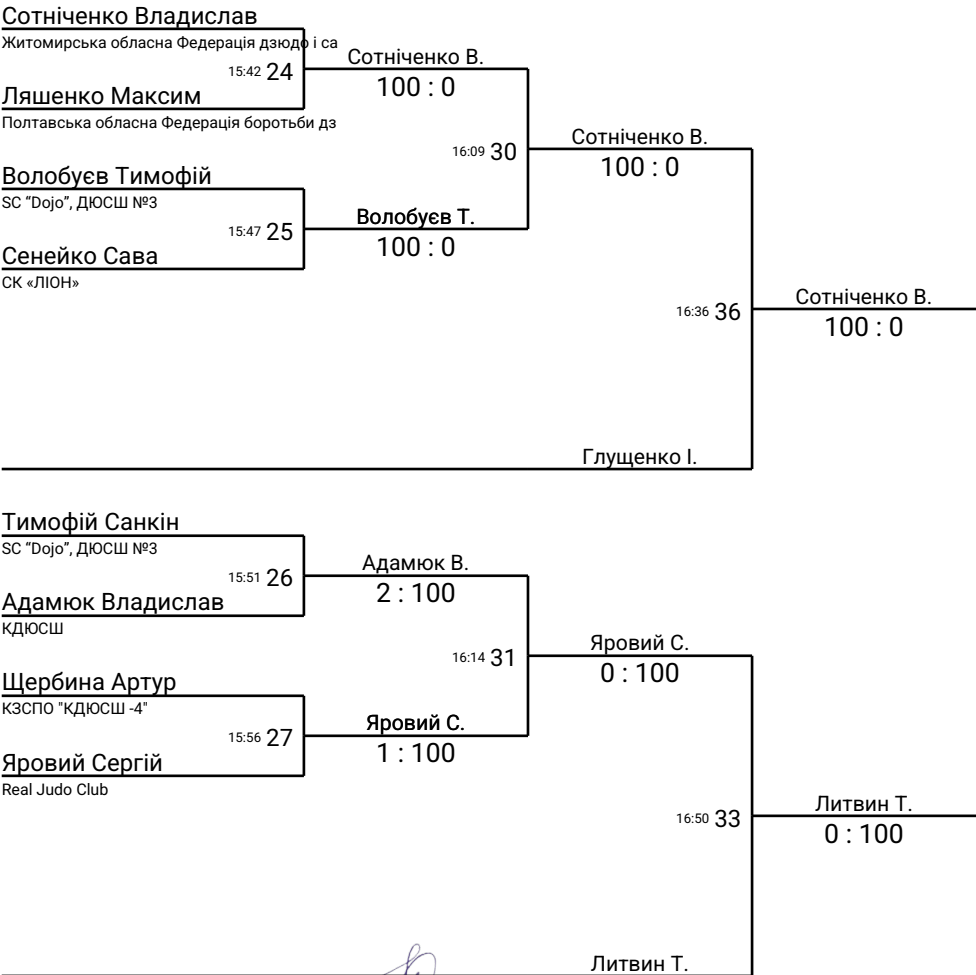 Сотніченко Владислав
Житомирська обласна Федерація дзюдо і са
Сотніченко В.
15:42 24
100 : 0
Ляшенко Максим
Полтавська обласна Федерація боротьби дз
Сотніченко В.
16:09 30
100 : 0
Волобуєв Тимофій
SC "Dojo", ДЮСШ №3
Волобуєв Т.
15:47 25
100 : 0
Сенейко Сава
СК «ЛІОН»
Сотніченко В.
16:36 36
100 : 0
Глущенко І.
Тимофій Санкін
SC "Dojo", ДЮСШ №3
Адамюк В.
15:51 26
2 : 100
Адамюк Владислав
КДЮСШ
Яровий С.
16:14 31
0 : 100
Щербина Артур
КЗСПО "КДЮСШ -4"
Яровий С.
15:56 27
1 : 100
Яровий Сергій
Real Judo Club
Литвин Т.
16:50 33
0 : 100
Литвин Т.